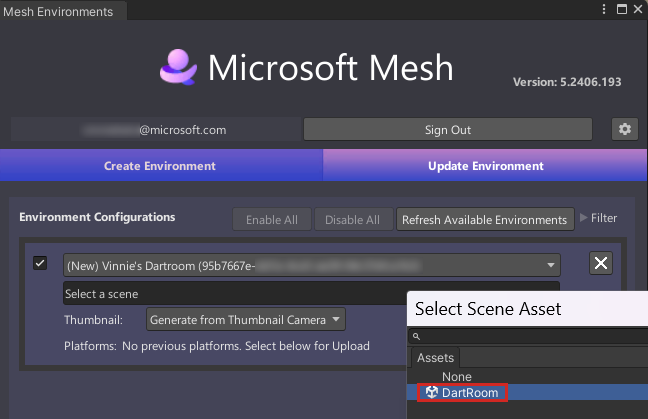 Mesh Environments
Microsoft Mesh
Version: 5.2406.193
@microsoft.com
Sign Out
Create Environment
Update Environment
Environment Configurations
Enable All
Disable All
Refresh Available Environments
Filter
(New) Vinnie's Dartroom (95b7667e-
Select a scene
Thumbnail:
Generate from Thumbnail Camera
Platforms: No previous platforms. Select below for Upload
Select Scene Asset
Assets
None
DartRoom